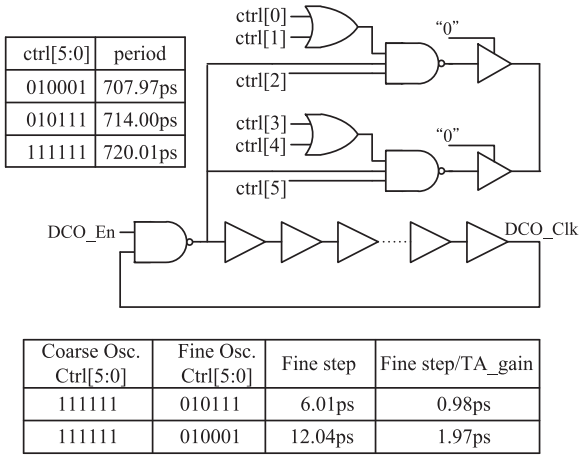 ctrl[5:0] period
010001 707.97ps
010111 714.00ps
111111 720.01ps
ctrl[0]
ctrl[1]
“0”
ctrl[2]
ctrl[3]
ctrl[4]
“0”
ctrl[5]
DCO_En
DCO_Clk
Coarse Osc. Fine Osc.
Ctrl[5:0] Ctrl[5:0] Fine step Fine step/TA_gain
111111 010111 6.01ps 0.98ps
111111 010001 12.04ps 1.97ps